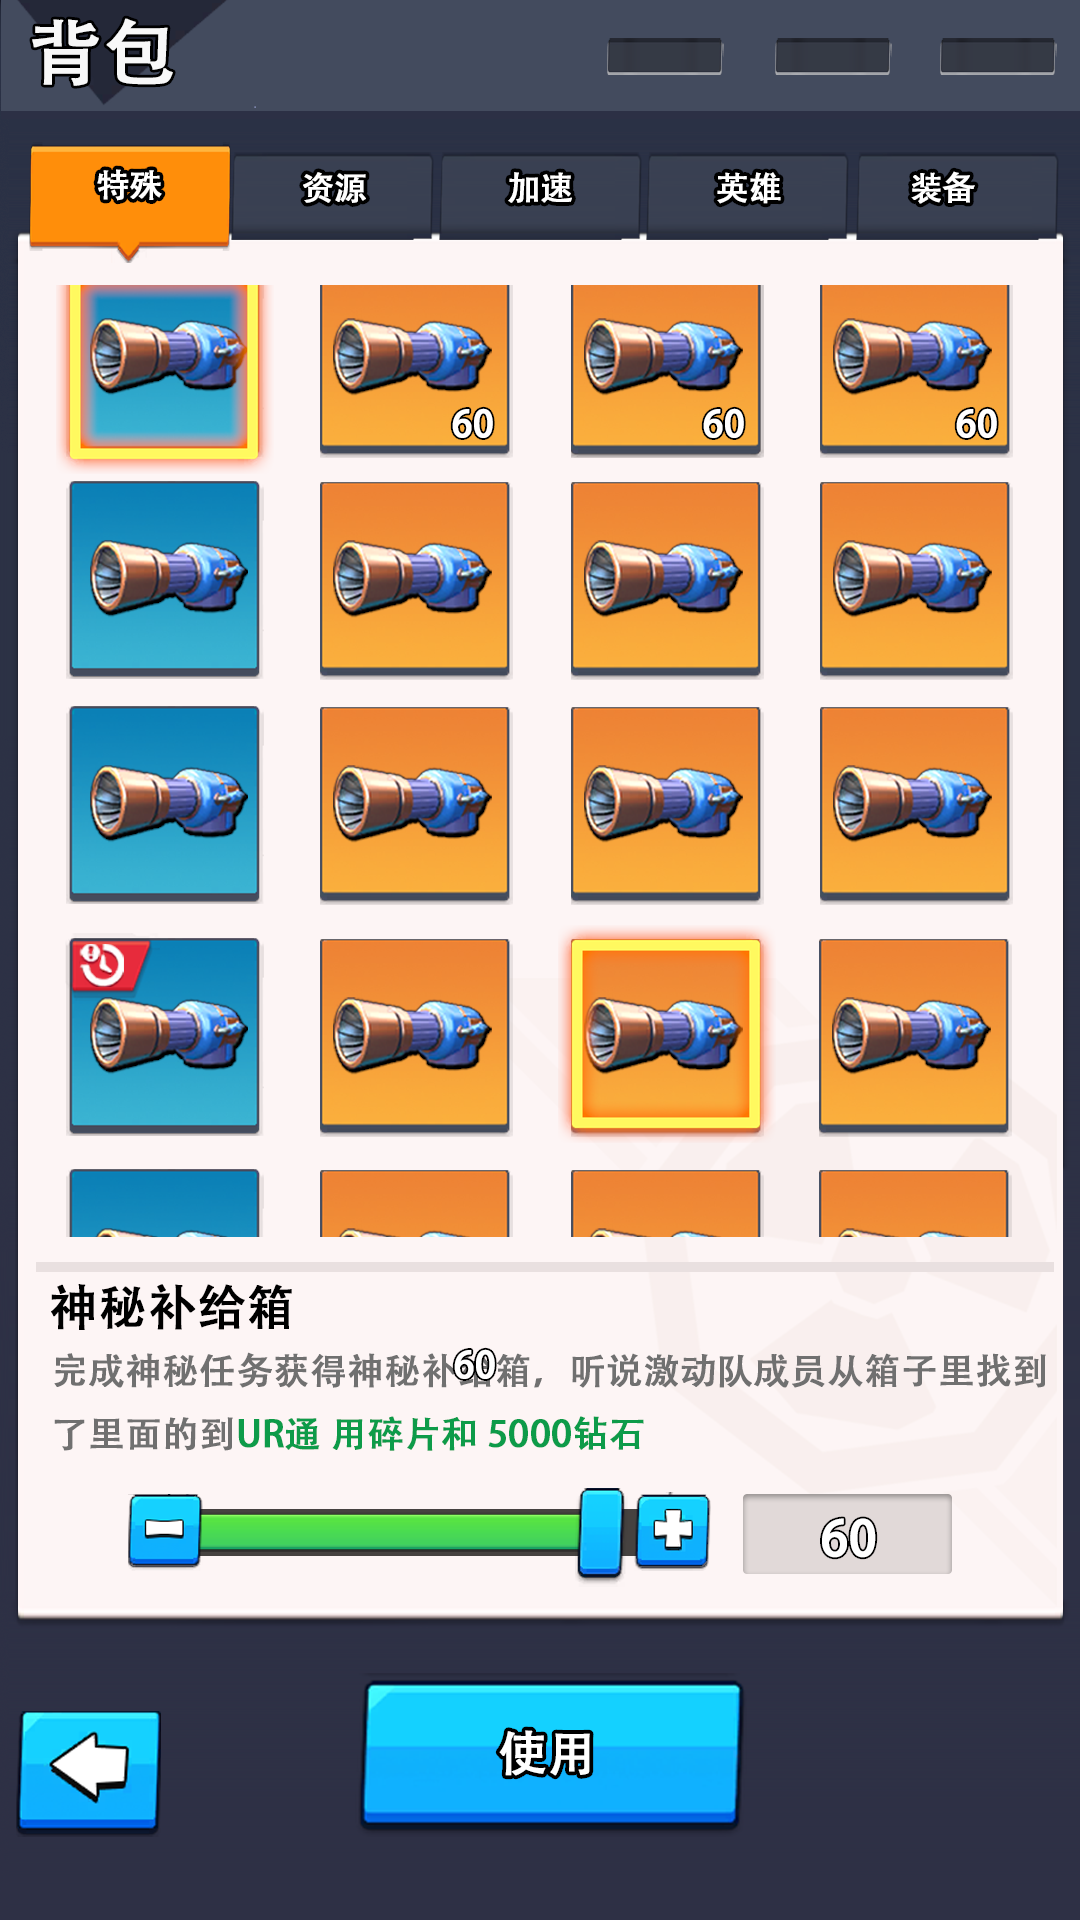 背包
特殊 资源 加速 英雄 装备
60 60 60
神秘补给箱
完成神秘任务获得神秘补给箱，听说激动队成员从箱子里找到
60
了里面的到UR通 用碎片和 5000钻石
60
使用